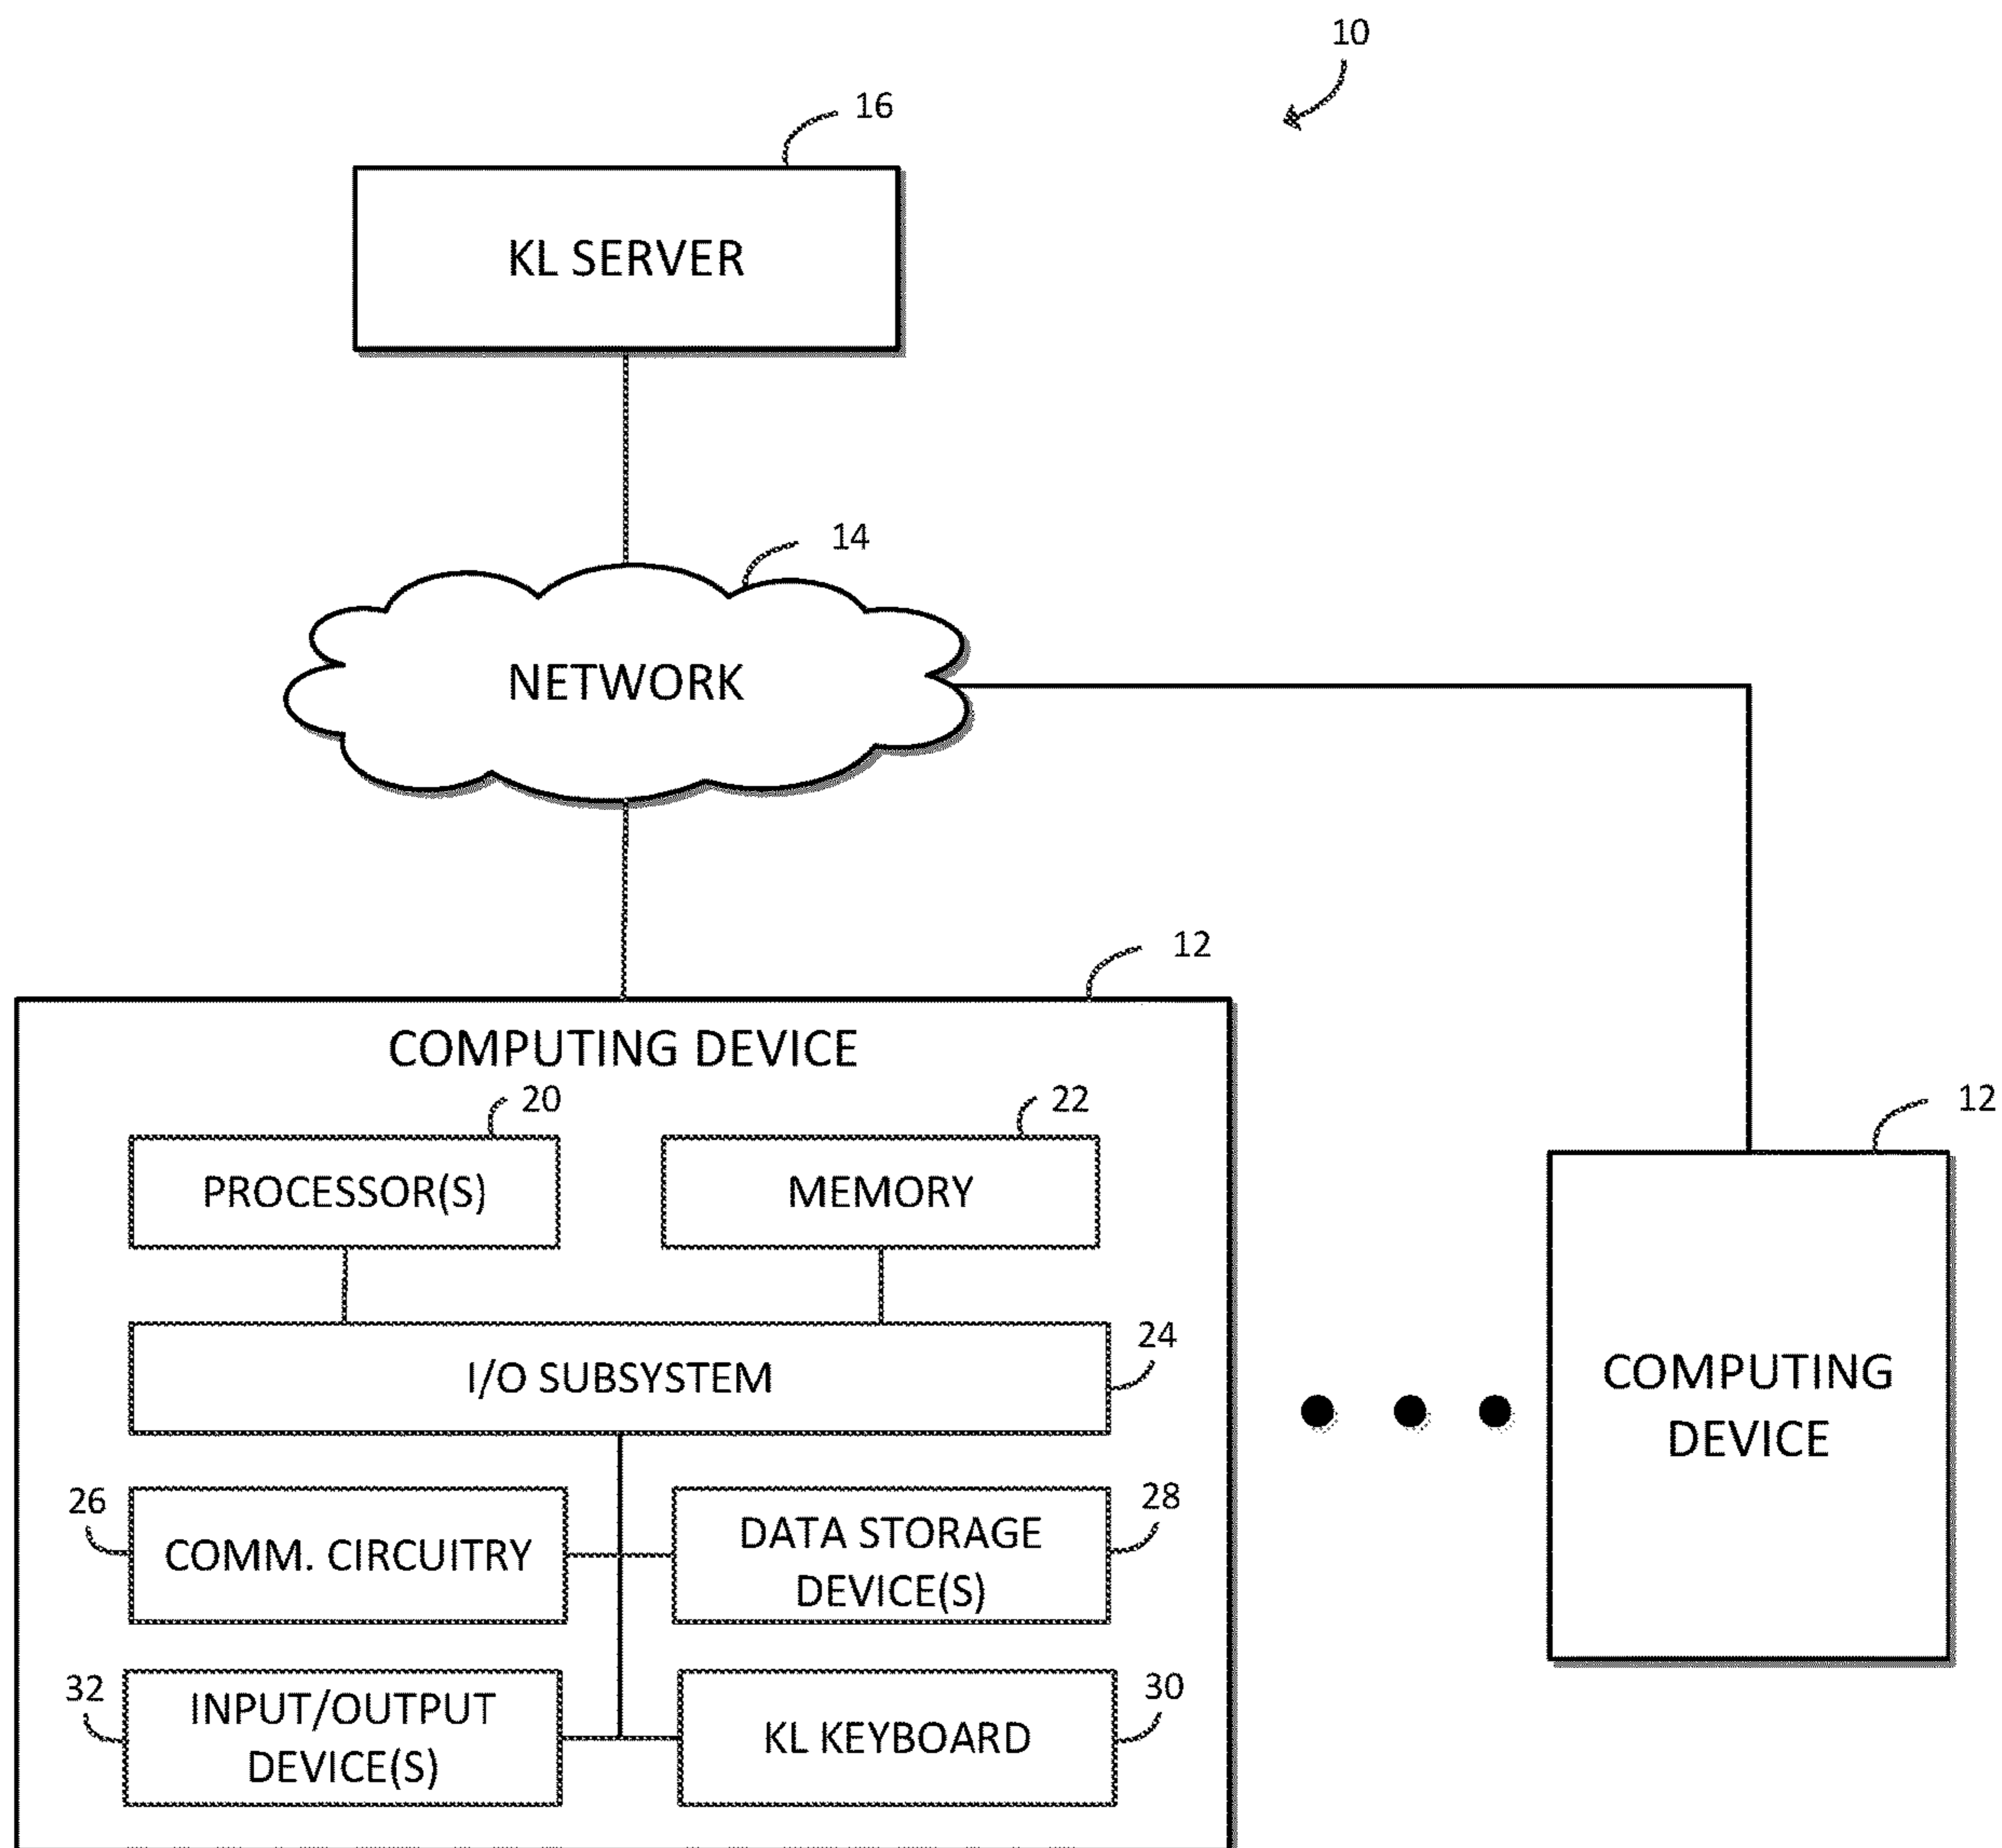 10
16
KL SERVER
14
NETWORK
12
COMPUTING DEVICE
20
22
PROCESSOR(S)
MEMORY
24
I/O SUBSYSTEM
26
COMM. CIRCUITRY
28
DATA STORAGE
DEVICE(S)
32
INPUT/OUTPUT
DEVICE(S)
30
KL KEYBOARD
12
COMPUTING
DEVICE